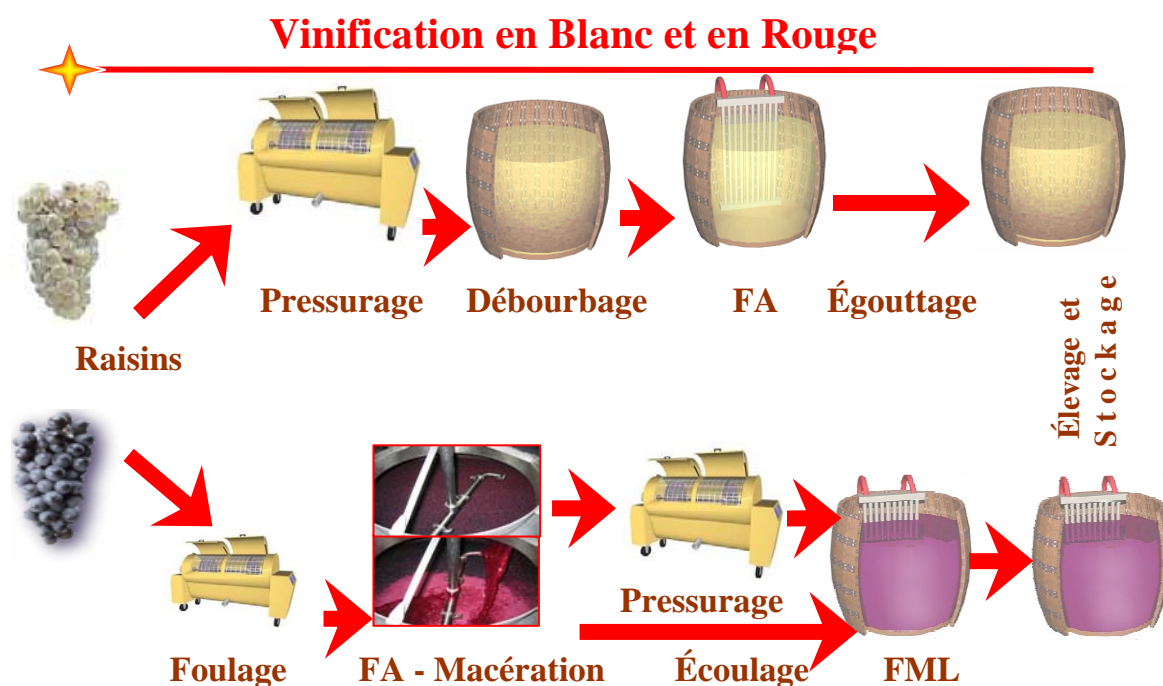 Vinification en Blanc et en Rouge
Pressurage
Débourbage
FA
Égouttage
Raisins
Élevage et
Stockage
Pressurage
Foulage
FA - Macération
Écoulage
FML